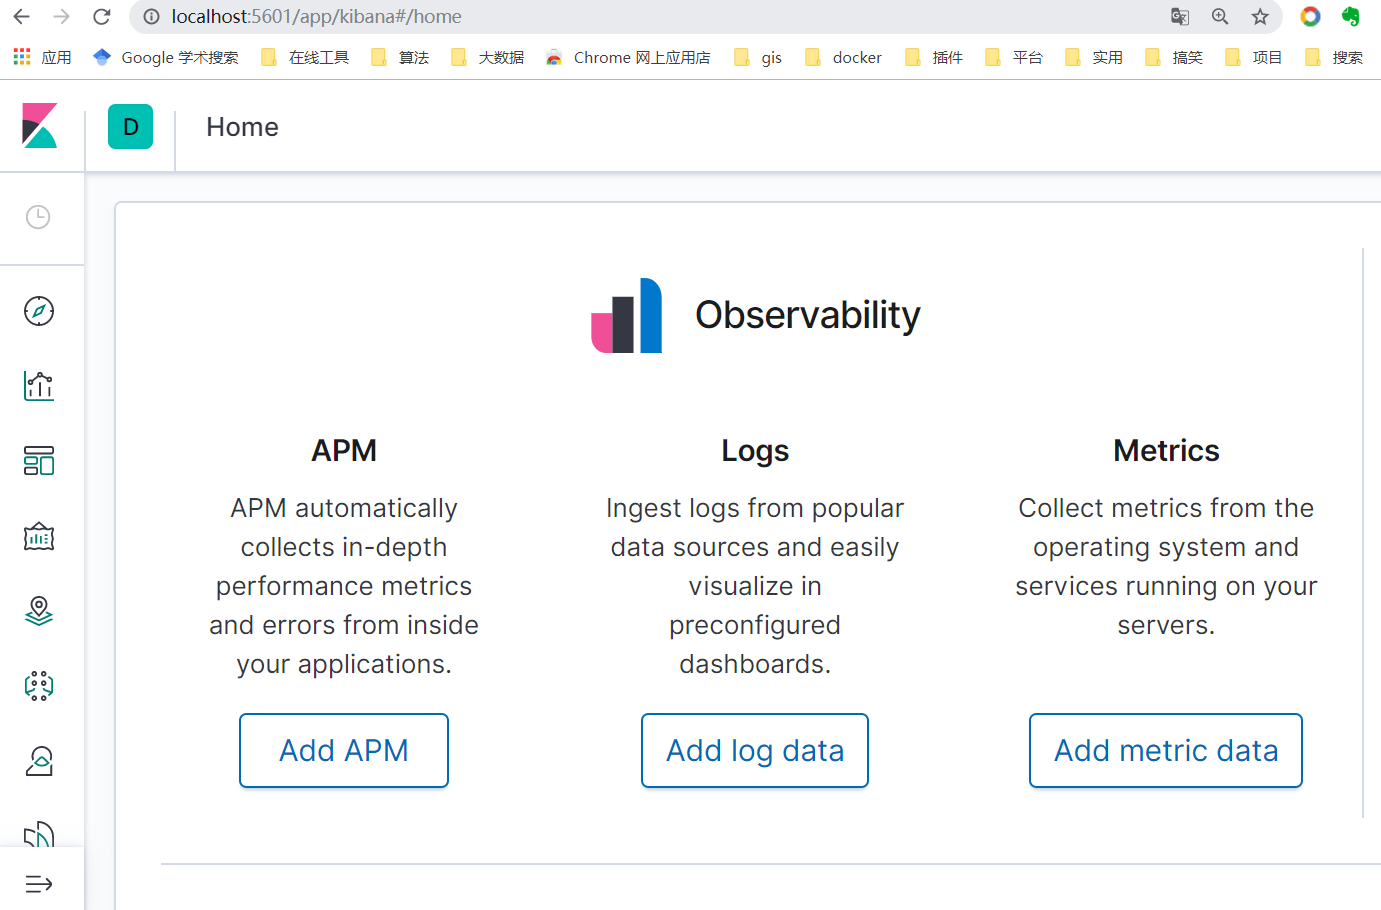 localhost:5601/app/kibana#/home
应用 Google 学术搜索 在线工具 算法 大数据 Chrome 网上应用店 gis docker 插件 平台 实用 搞笑 项目 搜索
D Home
Observability
APM
APM automatically
collects in-depth
performance metrics
and errors from inside
your applications.
Add APM
Logs
Ingest logs from popular
data sources and easily
visualize in
preconfigured
dashboards.
Add log data
Metrics
Collect metrics from the
operating system and
services running on your
servers.
Add metric data